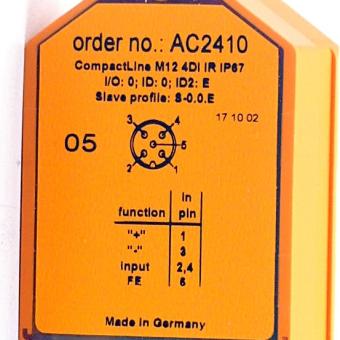 order no.: AC2410
CompactLine M12 4DI IR IP67
I/O: 0; ID: 0; ID2: E
Slave profile: S-0.0.E
17 10 02
05
3 4
5
2 1
in
function pin
"+" 1
"-" 3
input 2,4
FE 5
Made in Germany